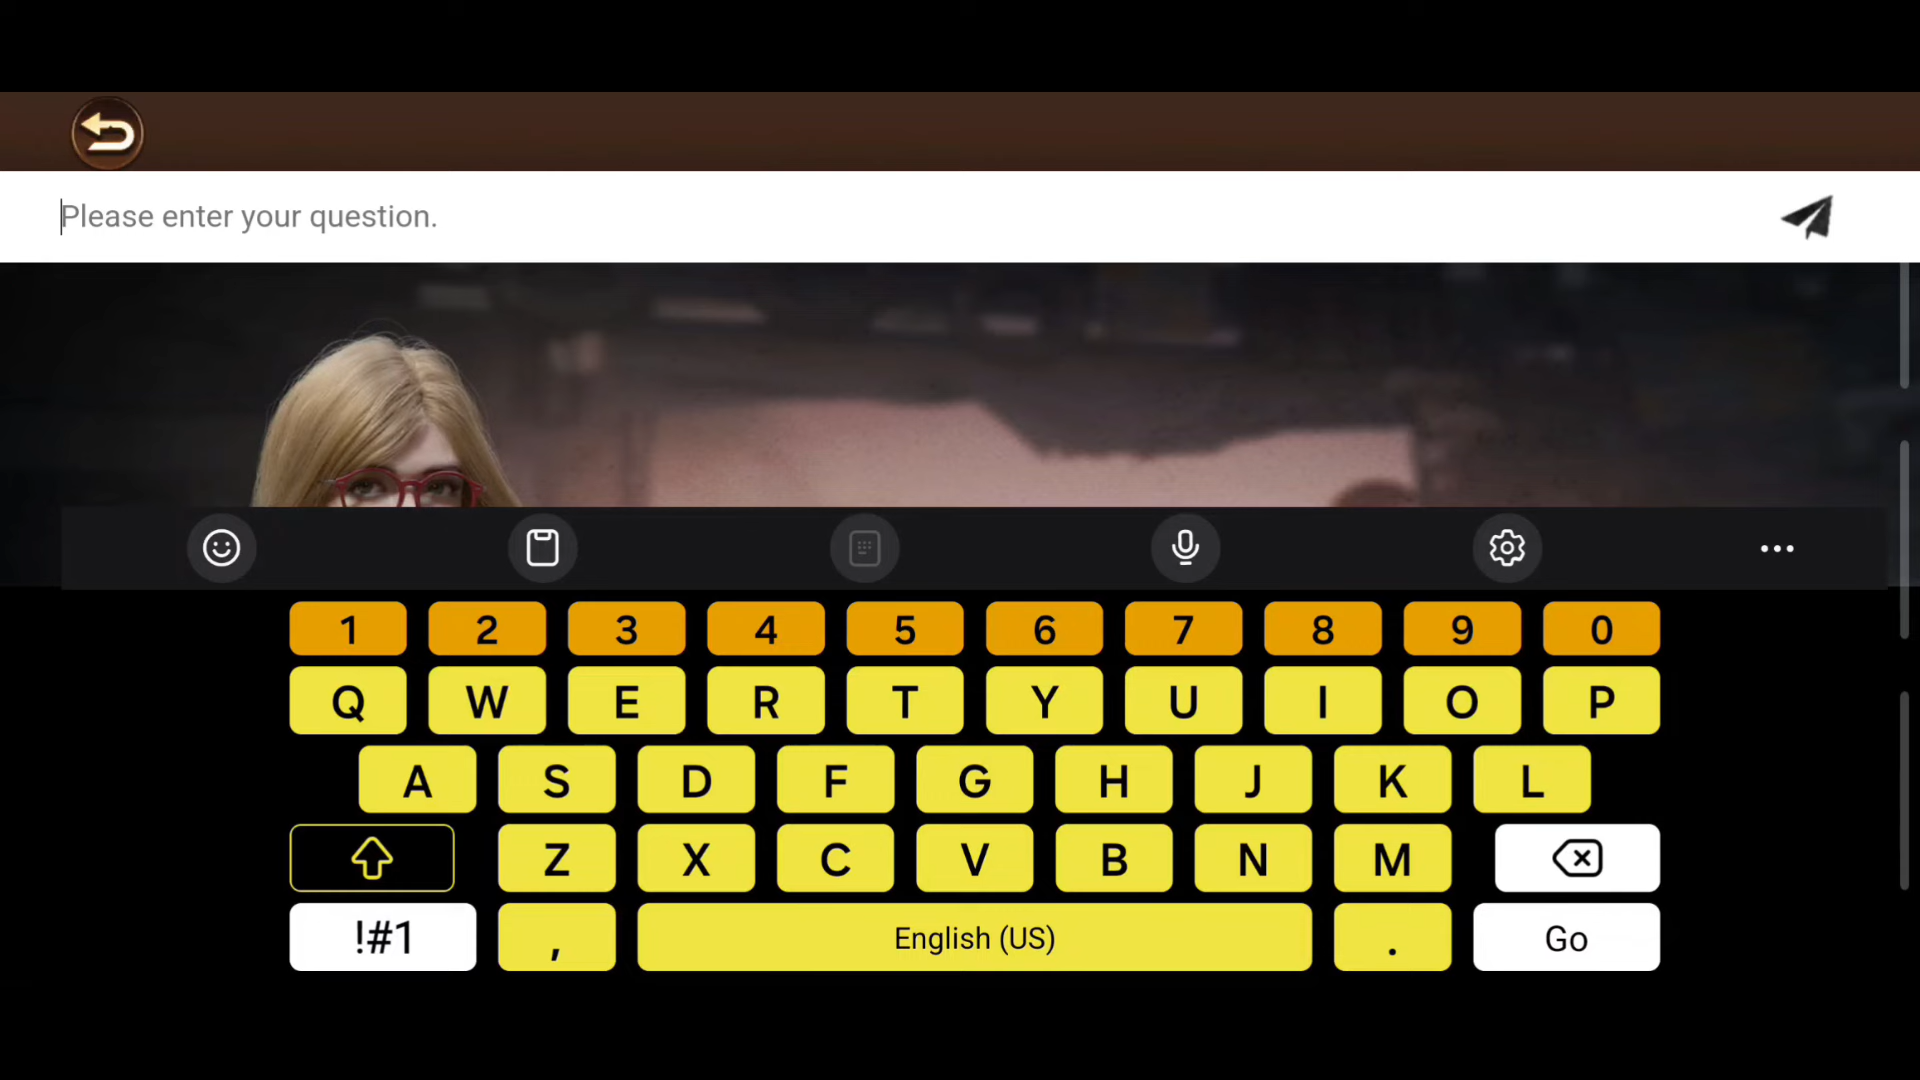 Please enter your question.
1 2 3 4 5 6 7 8 9 0
Q W E R T Y U I O P
A S D F G H J K L
Z X C V B N M
!#1 , English (US) . Go